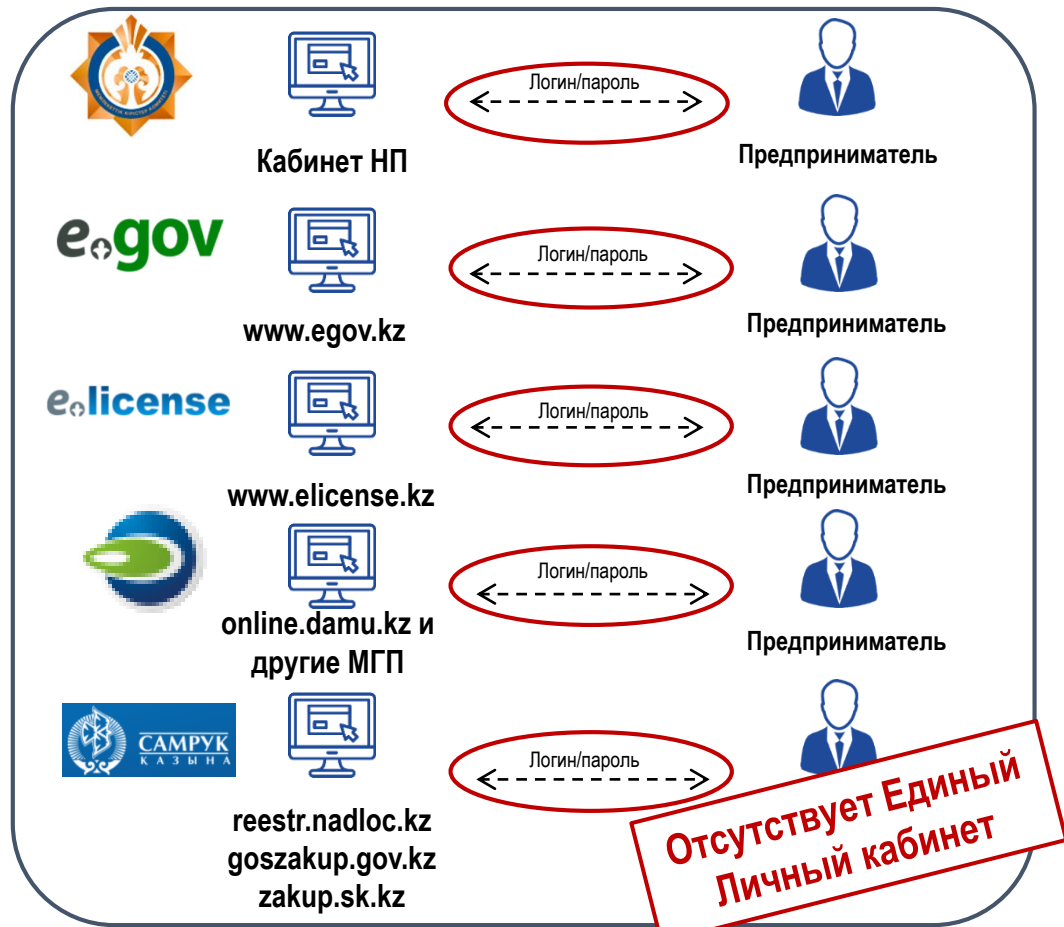 Логин/пароль
Кабинет НП
Предприниматель
e.gov
Логин/пароль
www.egov.kz
Предприниматель
e.license
Логин/пароль
www.elicense.kz
Предприниматель
Логин/пароль
online.damu.kz и
другие МГП
Предприниматель
САМРУК
КАЗЫНА
Логин/пароль
reestr.nadloc.kz
goszakup.gov.kz
zakup.sk.kz
Отсутствует Единый
Личный кабинет